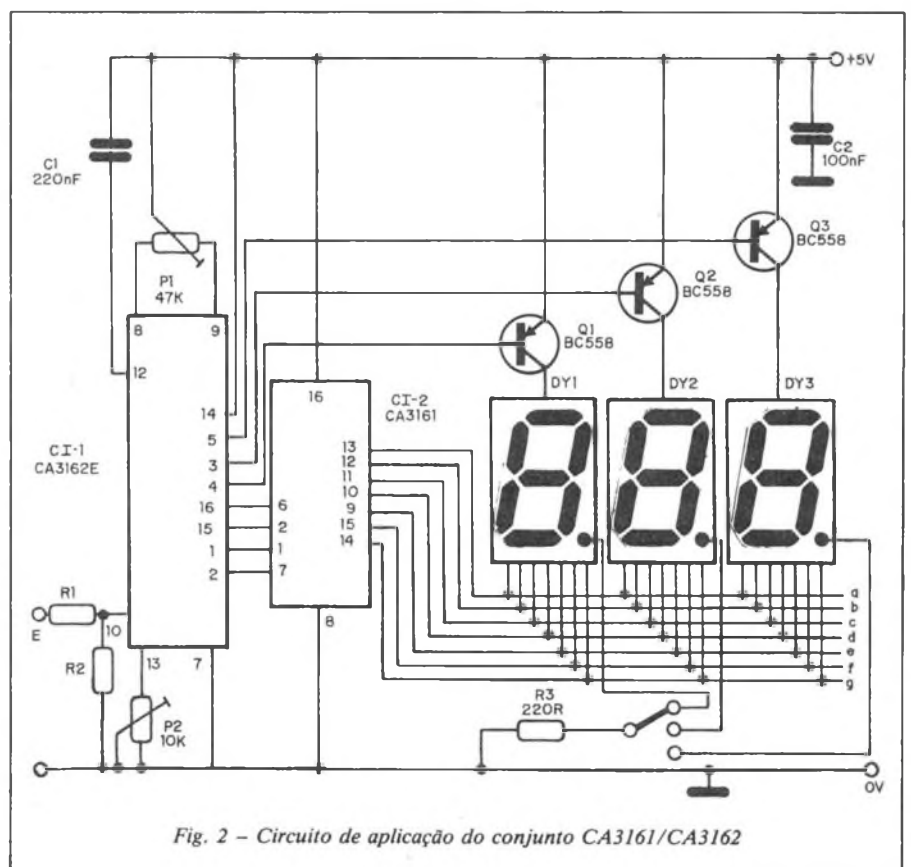 +5V
C1
220nF
C2
100nF
Q3
BC558
P1
47K
Q2
BC558
8 9
Q1
BC558
12
DY1 DY2 DY3
CI-2
CA3161
16
14
CI-1
CA3162E
5
3
4
16
15
1
2
6
2
1
7
13
12
11
10
9
15
14
8
R1
E
10
R2
13 7
P2
10K
a
b
c
d
e
f
g
R3
220R
0V
Fig. 2 – Circuito de aplicação do conjunto CA3161/CA3162